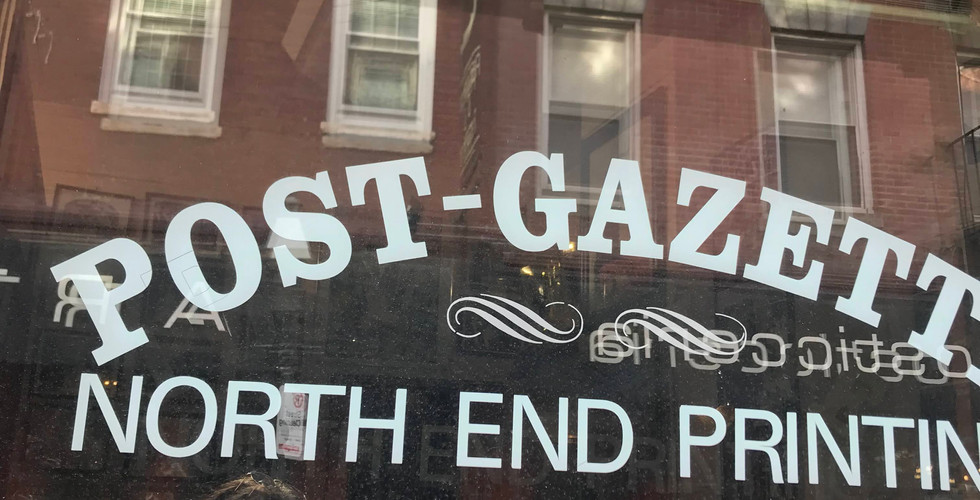 POST-GAZETT
NORTH END PRINTIN